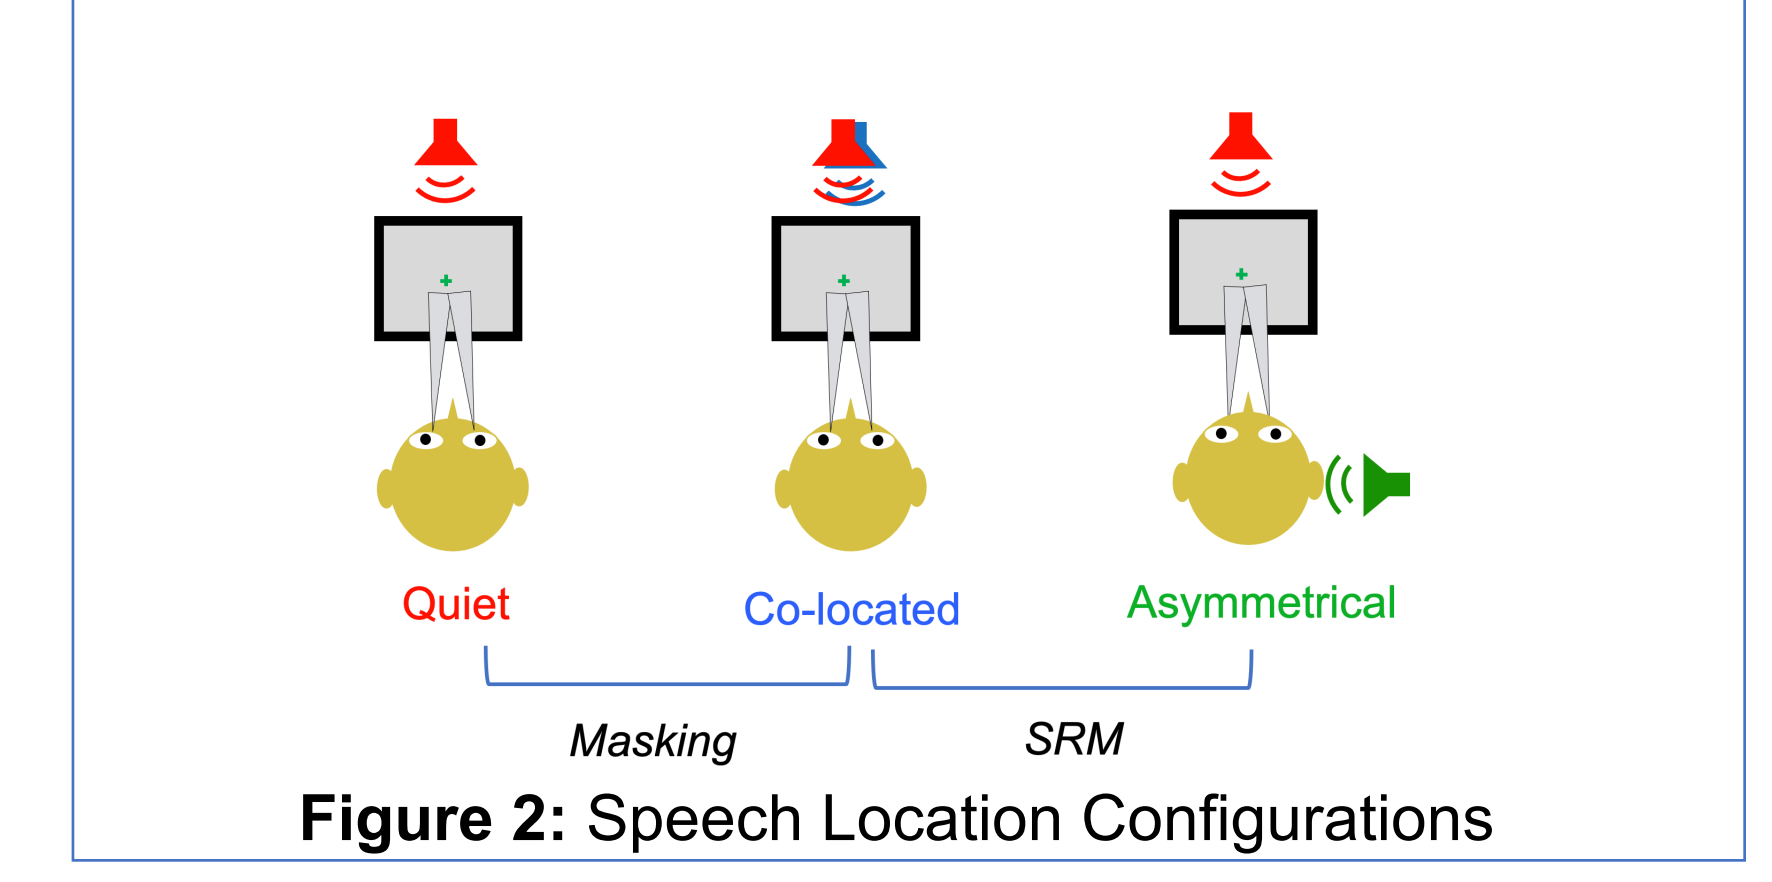 Quiet
Co-located
Asymmetrical
Masking
SRM
Figure 2: Speech Location Configurations